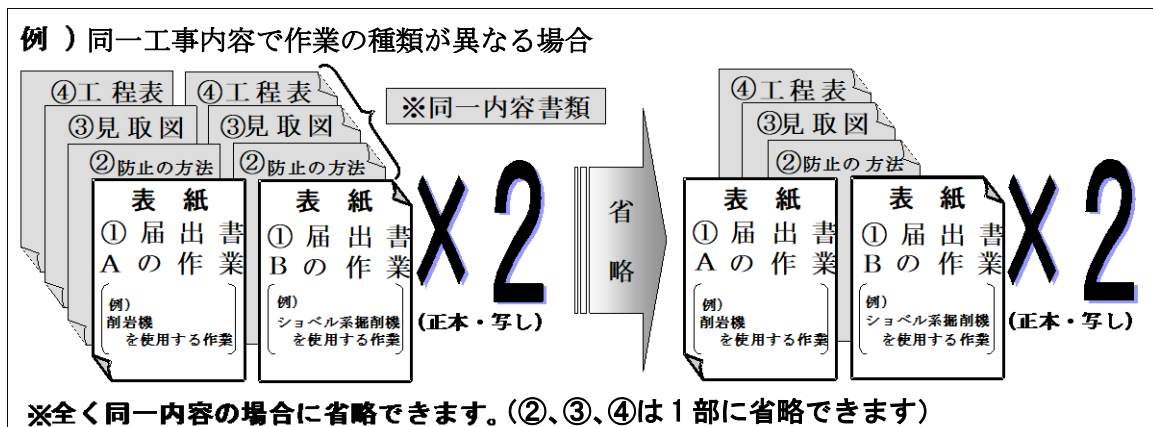 例 ）同一工事内容で作業の種類が異なる場合
④工程表
③見取図
②防止の方法
表 紙
①届出書
Aの作業
例）
削岩機
を使用する作業
④工程表
③見取図
②防止の方法
表 紙
①届出書
Bの作業
例）
ショベル系掘削機
を使用する作業
※同一内容書類
×2
(正本・写し)
省略
④工程表
③見取図
②防止の方法
表 紙
①届出書
Aの作業
例）
削岩機
を使用する作業
表 紙
①届出書
Bの作業
例）
ショベル系掘削機
を使用する作業
×2
(正本・写し)
※全く同一内容の場合に省略できます。（②、③、④は１部に省略できます）